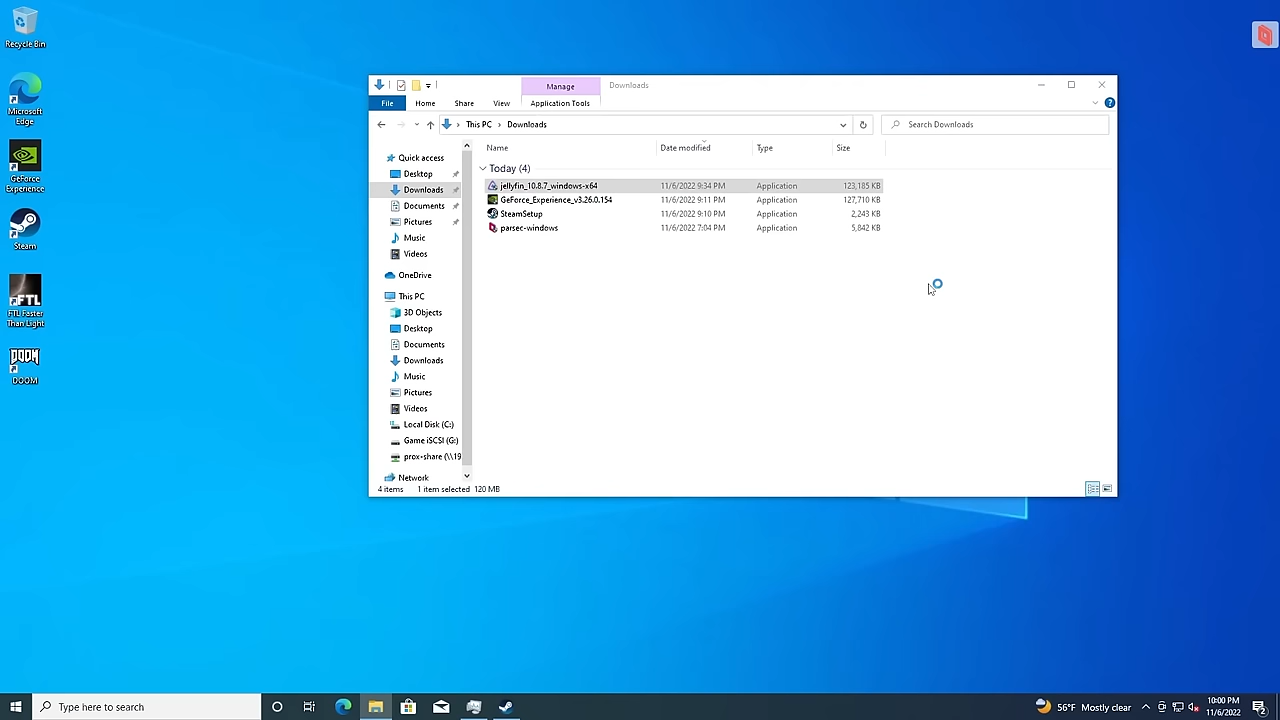 Recycle Bin
Microsoft
Edge
GeForce
Experience
Steam
FTL
FTL Faster
Than Light
DOOM
DOOM
Manage
Downloads
File
Home
Share
View
Application Tools
This PC
Downloads
Search Downloads
Name
Date modified
Type
Size
Today (4)
jellyfin_10.8.7_windows-x64
11/6/2022 9:34 PM
Application
123,185 KB
GeForce_Experience_v3.26.0.154
11/6/2022 9:11 PM
Application
127,710 KB
SteamSetup
11/6/2022 9:10 PM
Application
2,243 KB
parsec-windows
11/6/2022 7:04 PM
Application
5,842 KB
Quick access
Desktop
Downloads
Documents
Pictures
Music
Videos
OneDrive
This PC
3D Objects
Desktop
Documents
Downloads
Music
Pictures
Videos
Local Disk (C:)
Game iSCSI (G:)
prox-share (\\19
Network
4 items
1 item selected
120 MB
Type here to search
56°F
Mostly clear
10:00 PM
11/6/2022
2